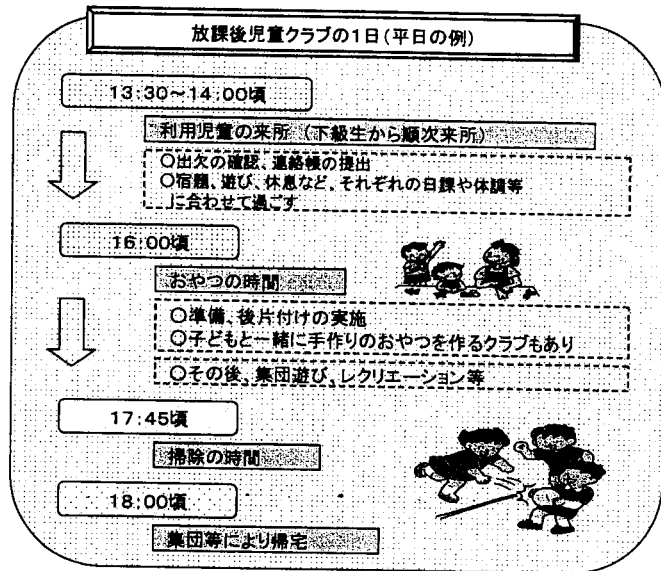 放課後児童クラブの1日(平日の例)
13:30~14:00頃
利用児童の来所（下級生から順次来所）
○出欠の確認、連絡帳の提出
○宿題、遊び、休息など、それぞれの日課や体調等
に合わせて過ごす
16:00頃
おやつの時間
○準備、後片付けの実施
○子どもと一緒に手作りのおやつを作るクラブもあり
○その後、集団遊び、レクリエーション等
17:45頃
掃除の時間
18:00頃
集団等により帰宅